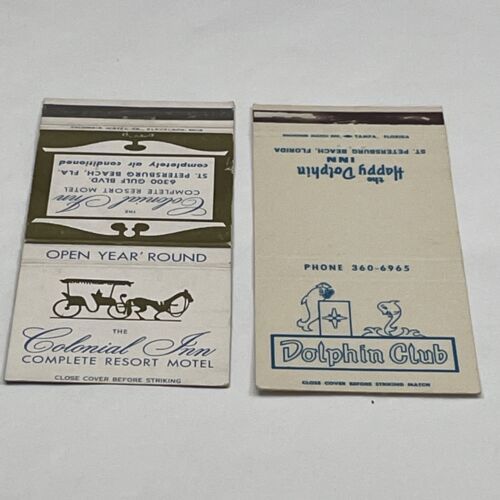 COMPLETE RESORT MOTEL
6300 GULF BLVD.
ST. PETERSBURG BEACH, FLA.
completely air conditioned
THE
Colonial Inn
OPEN YEAR 'ROUND
THE
Colonial Inn
COMPLETE RESORT MOTEL
CLOSE COVER BEFORE STRIKING
the
Happy Dolphin
INN
ST. PETERSBURG BEACH, FLORIDA
PHONE 360-6965
Dolphin Club
CLOSE COVER BEFORE STRIKING MATCH